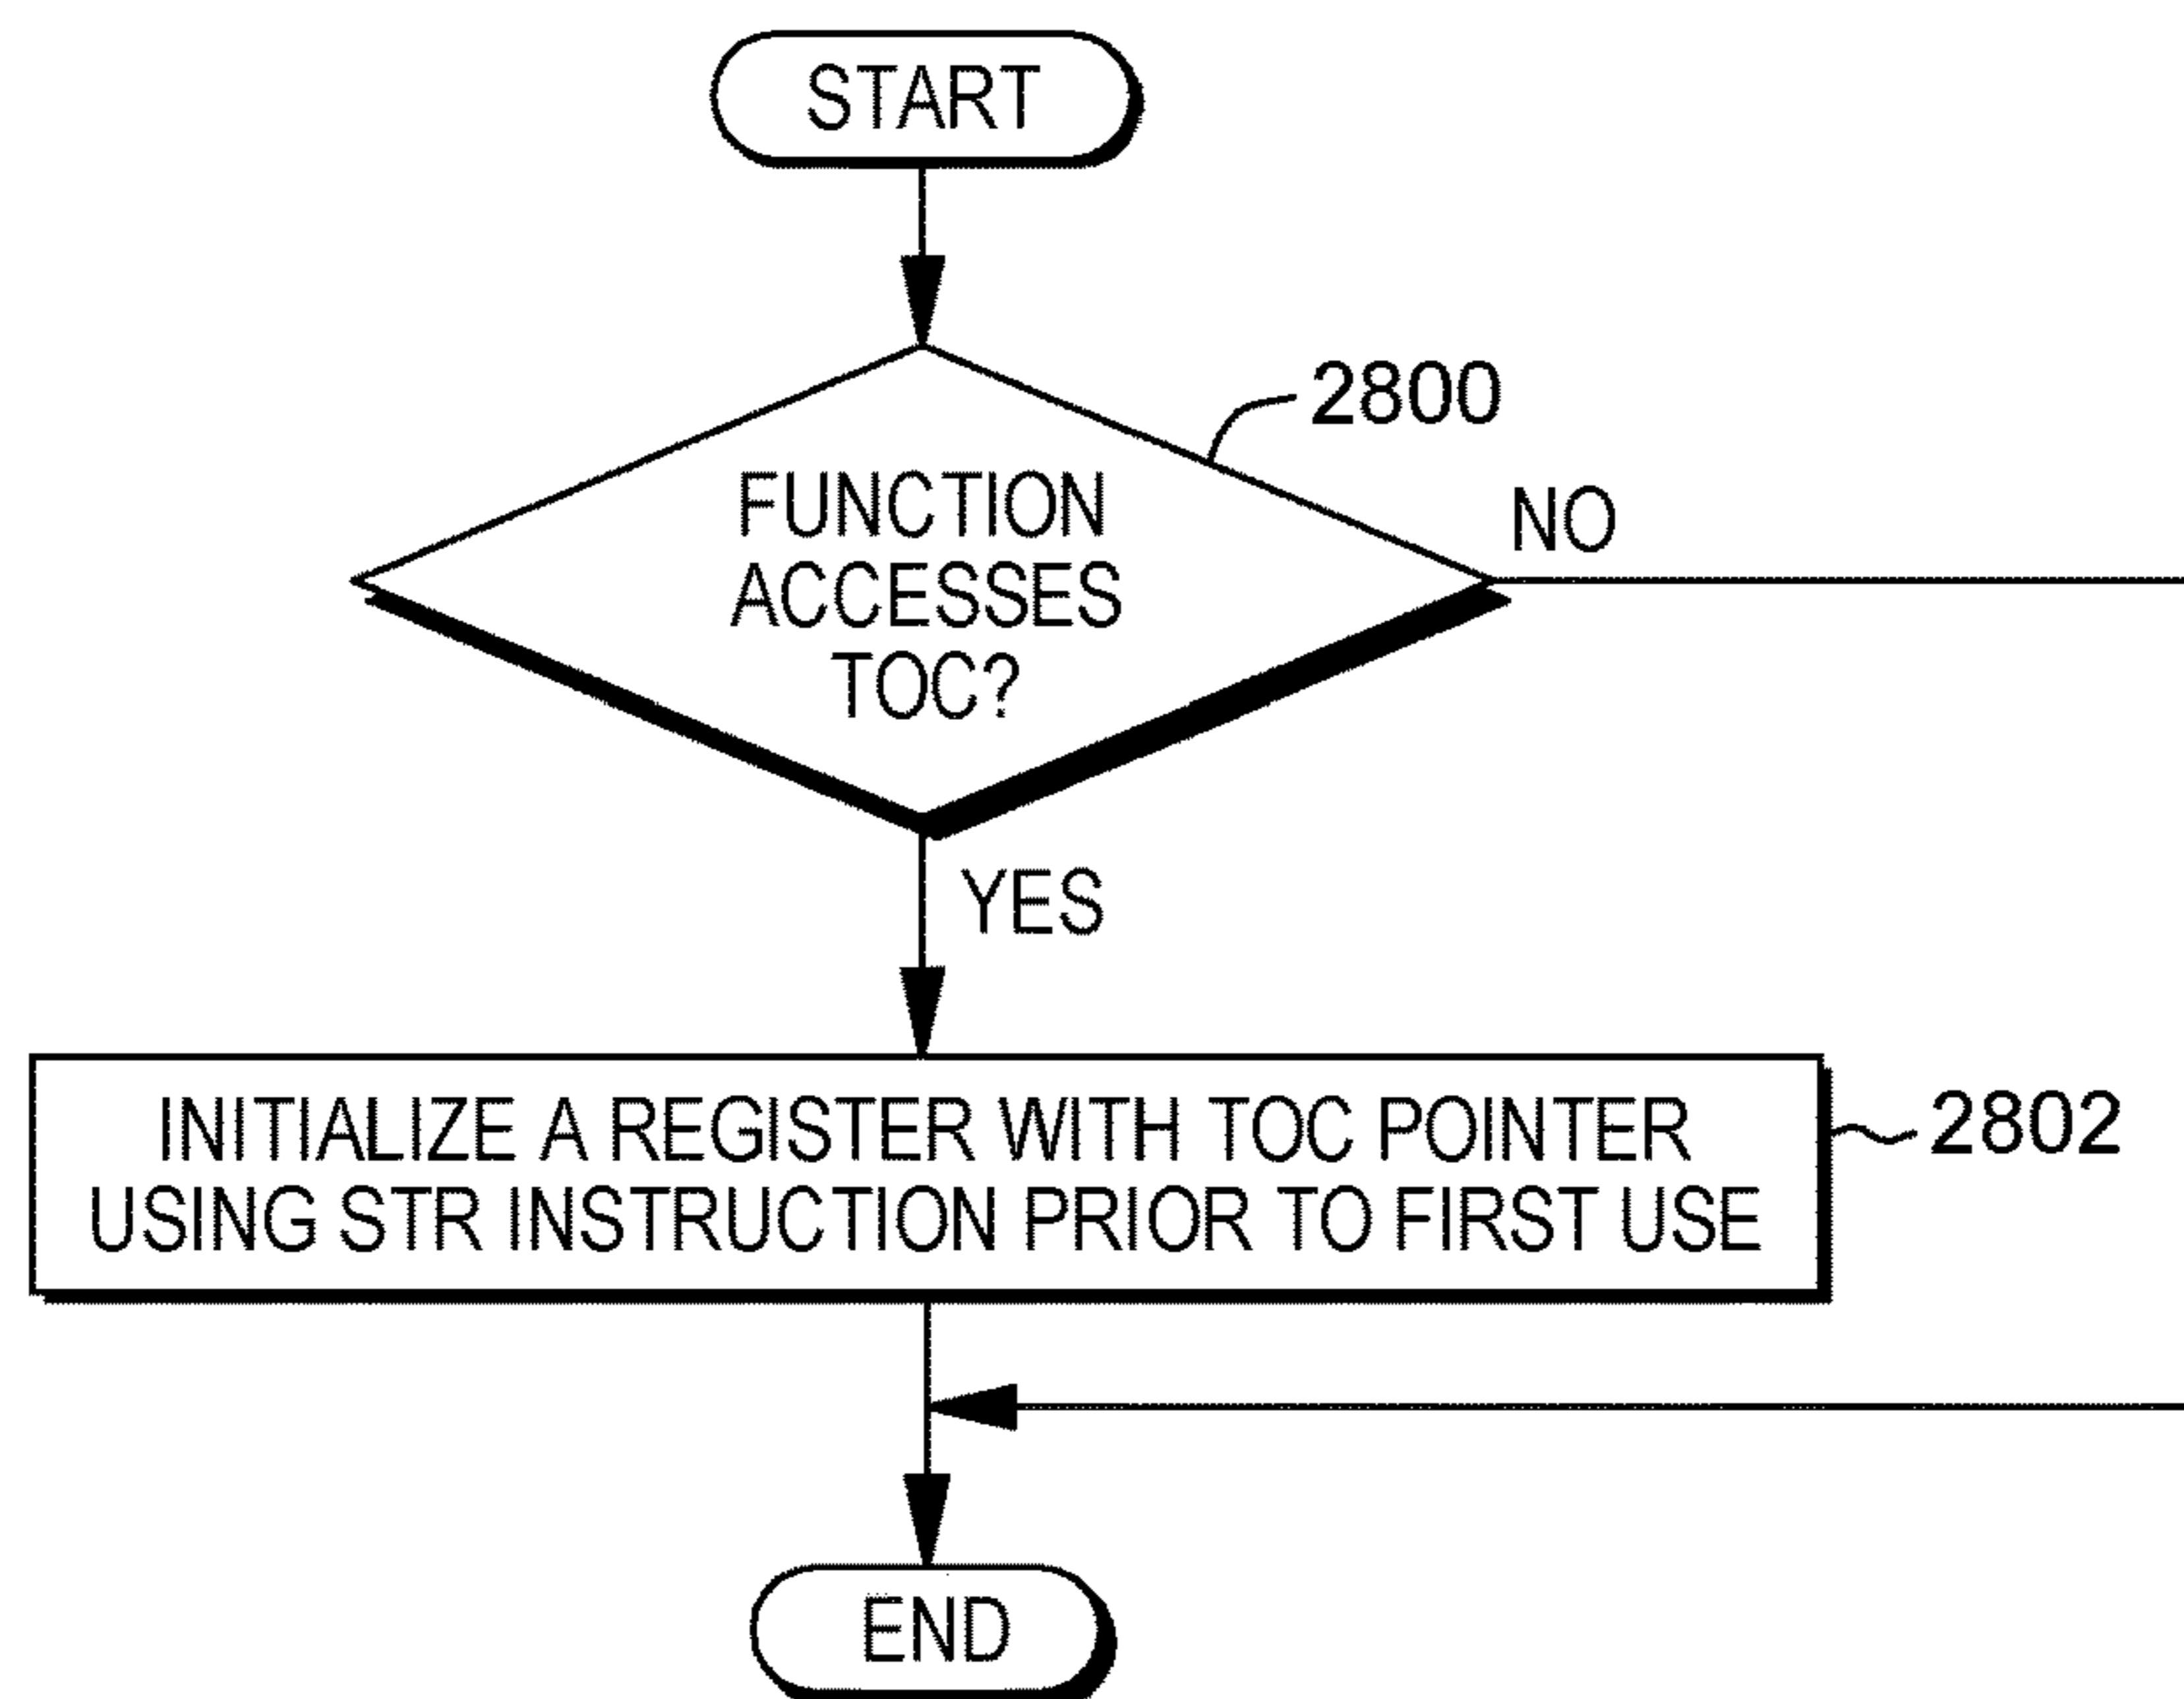 START
2800
FUNCTION
ACCESSES
TOC?
NO
YES
INITIALIZE A REGISTER WITH TOC POINTER
USING STR INSTRUCTION PRIOR TO FIRST USE
2802
END